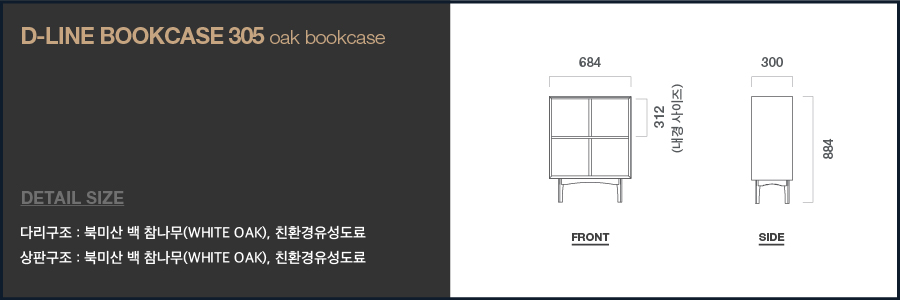 D-LINE BOOKCASE 305 oak bookcase
DETAIL SIZE
다리구조 : 북미산 백 참나무(WHITE OAK), 친환경유성도료
상판구조 : 북미산 백 참나무(WHITE OAK), 친환경유성도료
684
312
(내경 사이즈)
FRONT
300
884
SIDE